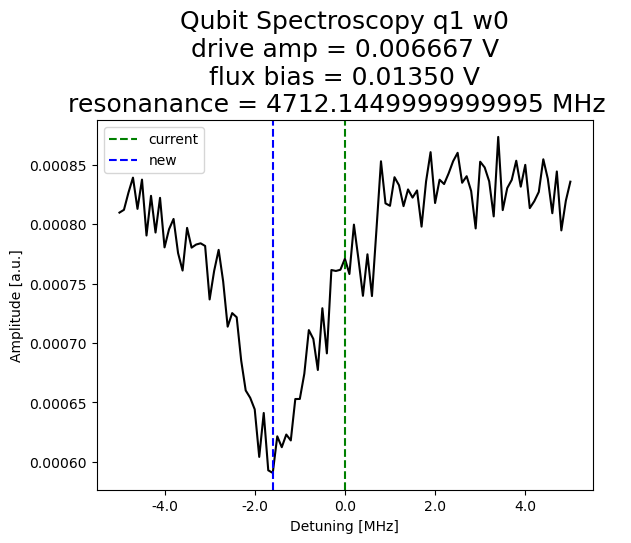 Qubit Spectroscopy q1 w0
drive amp = 0.006667 V
flux bias = 0.01350 V
resonanance = 4712.1449999999995 MHz
current
new
0.00085
0.00080
0.00075
0.00070
0.00065
0.00060
Amplitude [a.u.]
-4.0
-2.0
0.0
2.0
4.0
Detuning [MHz]